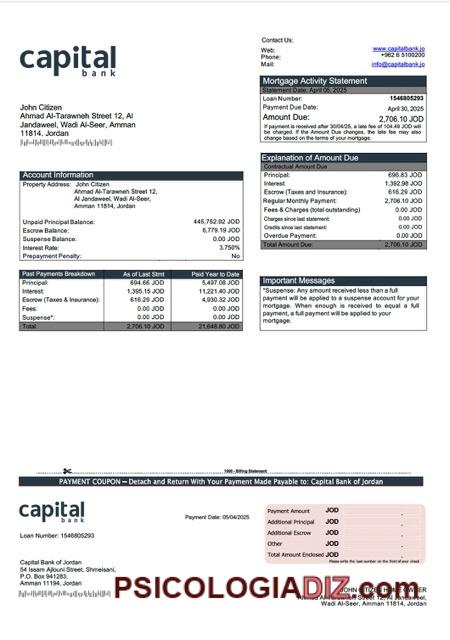 capital
bank
Contact Us:
Web: www.capitalbank.jo
Phone: +962 6 5100200
Mail: info@capitalbank.jo
Mortgage Activity Statement
Statement Date: April 05, 2025
Loan Number: 1546805293
Payment Due Date: April 30, 2025
Amount Due: 2,706.10 JOD
If payment is received after 30/04/25, a late fee of 104.49 JOD will
be charged. If the Amount Due changes, the late fee may also
change based on the terms of your mortgage.
John Citizen
Ahmad Al-Tarawneh Street 12, Al
Jandaweel, Wadi Al-Seer, Amman
11814, Jordan
Explanation of Amount Due
Contractual Amount Due
Principal: 696.83 JOD
Interest: 1,392.98 JOD
Escrow (Taxes and Insurance): 616.29 JOD
Regular Monthly Payment: 2,706.10 JOD
Fees & Charges (total outstanding) 0.00 JOD
Charges since last statement: 0.00 JOD
Credits since last statement: 0.00 JOD
Overdue Payment: 0.00 JOD
Total Amount Due: 2,706.10 JOD
Account Information
Property Address: John Citizen
Ahmad Al-Tarawneh Street 12,
Al Jandaweel, Wadi Al-Seer,
Amman 11814, Jordan
Unpaid Principal Balance: 445,752.92 JOD
Escrow Balance: 6,779.19 JOD
Suspense Balance: 0.00 JOD
Interest Rate: 3.750%
Prepayment Penalty: No
Past Payments Breakdown As of Last Stmt Paid Year to Date
Principal: 694.66 JOD 5,497.08 JOD
Interest: 1,395.15 JOD 11,221.40 JOD
Escrow (Taxes & Insurance): 616.29 JOD 4,930.32 JOD
Fees: 0.00 JOD 0.00 JOD
Suspense*: 0.00 JOD 0.00 JOD
Total: 2,706.10 JOD 21,648.80 JOD
Important Messages
*Suspense: Any amount received less than a full
payment will be applied to a suspense account for your
mortgage. When enough is received to equal a full
payment, a full payment will be applied to your
mortgage.
1000 - Billing Statement
PAYMENT COUPON – Detach and Return With Your Payment Made Payable to: Capital Bank of Jordan
capital
bank
Payment Date: 05/04/2025
Loan Number: 1546805293
Payment Amount JOD .
Additional Principal JOD .
Additional Escrow JOD .
Other JOD .
Total Amount Enclosed JOD .
Please write the loan number on the front of your check
Capital Bank of Jordan
54 Issam Ajlouni Street, Shmeisani,
P.O. Box 941283,
Amman 11194, Jordan
PSICOLOGIADIZ.com
Wadi Al-Seer, Amman 11814, Jordan